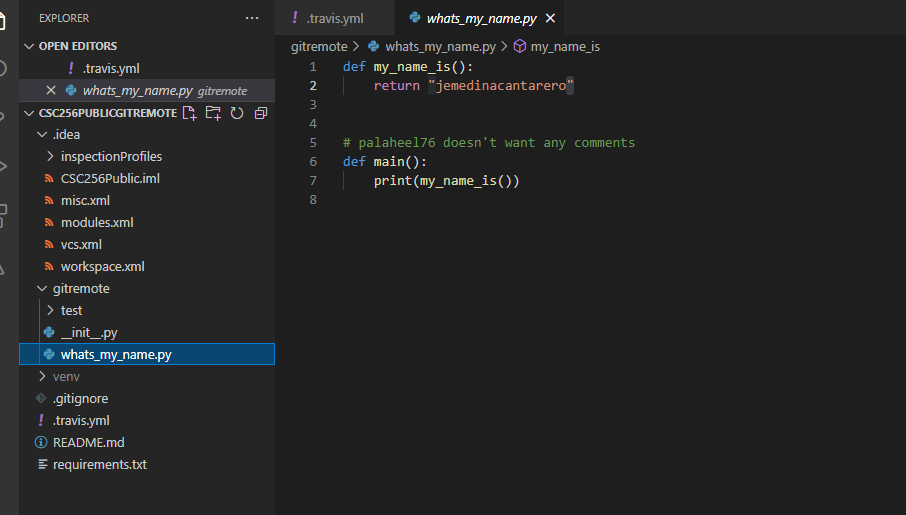 EXPLORER ···
OPEN EDITORS
! .travis.yml
whats_my_name.py gitremote
CSC256PUBLICGITREMOTE
.idea
inspectionProfiles
CSC256Public.iml
misc.xml
modules.xml
vcs.xml
workspace.xml
gitremote
test
__init__.py
whats_my_name.py
venv
.gitignore
! .travis.yml
README.md
requirements.txt
! .travis.yml whats_my_name.py
gitremote > whats_my_name.py > my_name_is
1 def my_name_is():
2     return "jemedinacantarero"
3
4
5 # palaheel76 doesn't want any comments
6 def main():
7     print(my_name_is())
8